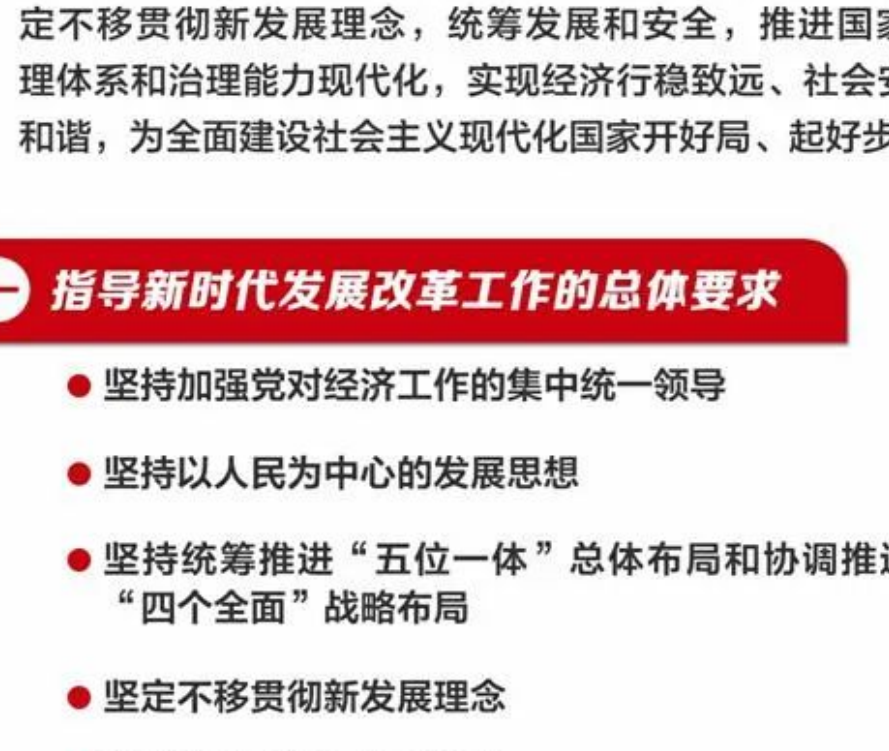 定不移贯彻新发展理念，统筹发展和安全，推进国家
理体系和治理能力现代化，实现经济行稳致远、社会安
和谐，为全面建设社会主义现代化国家开好局、起好步
一 指导新时代发展改革工作的总体要求
● 坚持加强党对经济工作的集中统一领导
● 坚持以人民为中心的发展思想
● 坚持统筹推进“五位一体”总体布局和协调推进
“四个全面”战略布局
● 坚定不移贯彻新发展理念